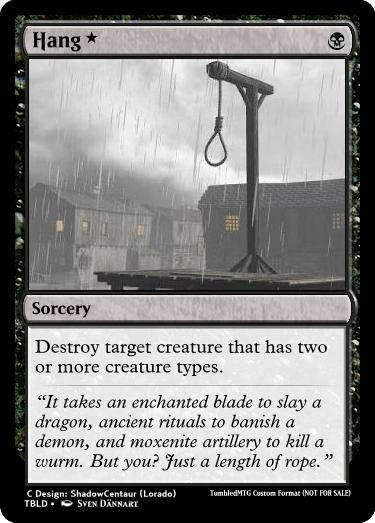 Hang ★
Sorcery
Destroy target creature that has two
or more creature types.
“It takes an enchanted blade to slay a
dragon, ancient rituals to banish a
demon, and moxenite artillery to kill a
wurm. But you? Just a length of rope.”
C Design: ShadowCentaur (Lorado)
TumbledMTG Custom Format (NOT FOR SALE)
TBLD • Sven Dännart